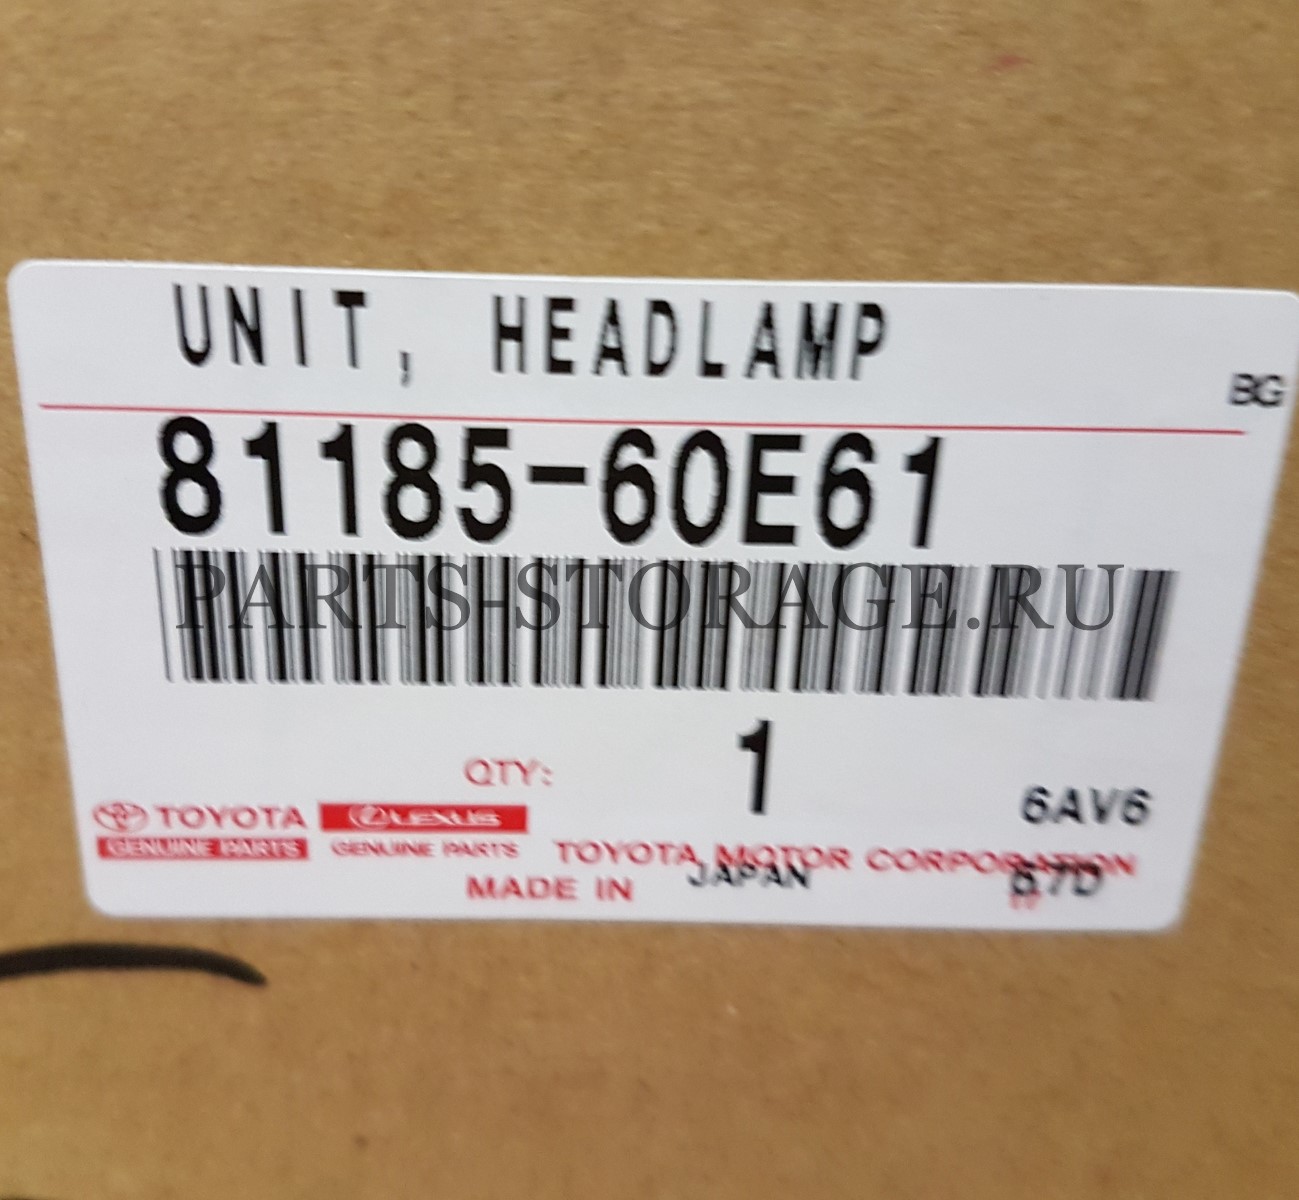 UNIT, HEADLAMP
BG
81185-60E61
PARTS-STORAGE.RU
QTY: 1
6AV6
TOYOTA LEXUS
GENUINE PARTS GENUINE PARTS TOYOTA MOTOR CORPORATION
MADE IN JAPAN